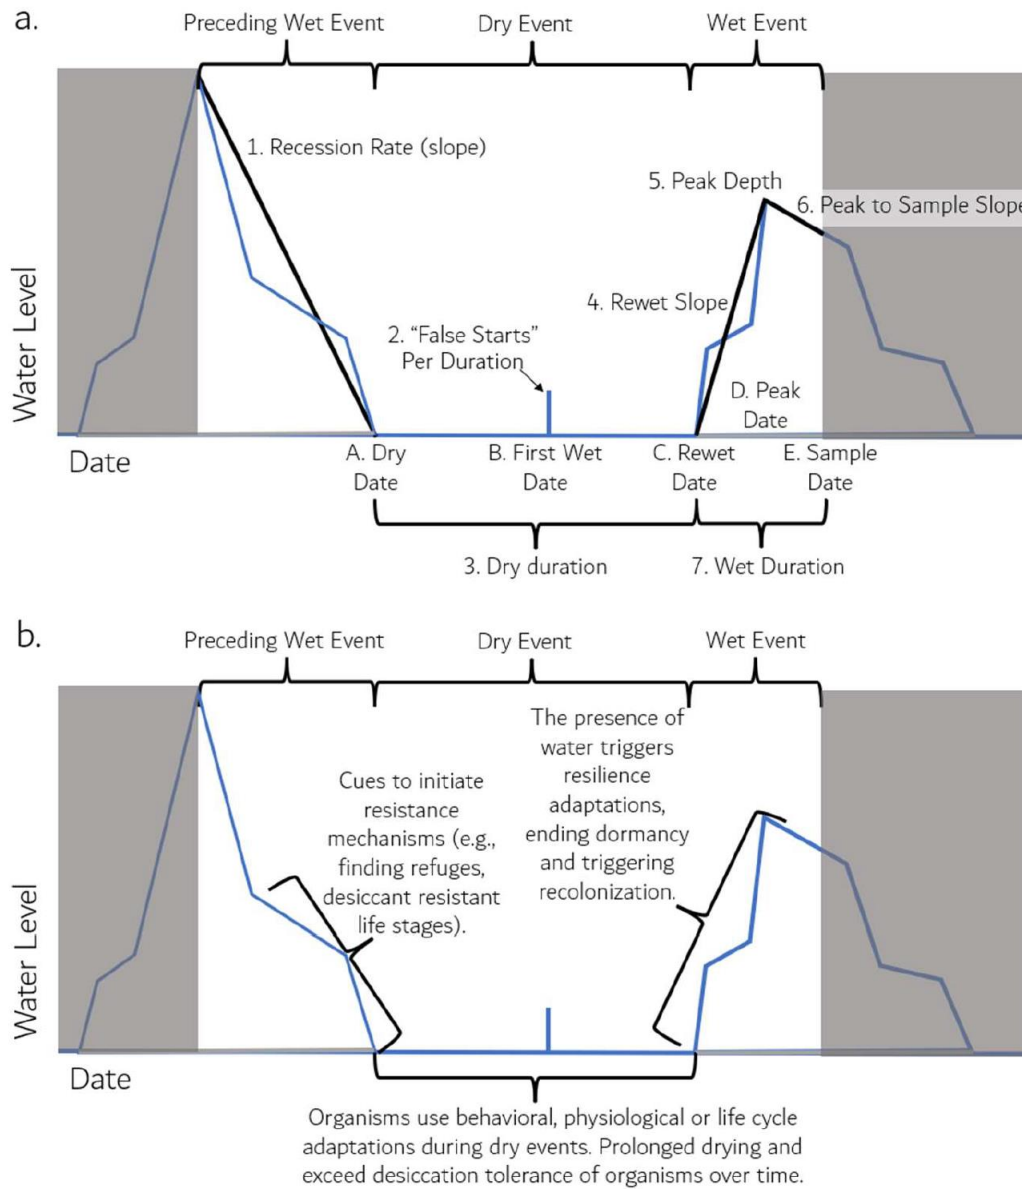 a.
Preceding Wet Event
Dry Event
Wet Event
1. Recession Rate (slope)
5. Peak Depth
6. Peak to Sample Slope
4. Rewet Slope
2. “False Starts”
Per Duration
D. Peak
Date
Water Level
Date
A. Dry
Date
B. First Wet
Date
C. Rewet
Date
E. Sample
Date
3. Dry duration
7. Wet Duration
b.
Preceding Wet Event
Dry Event
Wet Event
Cues to initiate
resistance
mechanisms (e.g.,
finding refuges,
desiccant resistant
life stages).
The presence of
water triggers
resilience
adaptations,
ending dormancy
and triggering
recolonization.
Water Level
Date
Organisms use behavioral, physiological or life cycle
adaptations during dry events. Prolonged drying and
exceed desiccation tolerance of organisms over time.